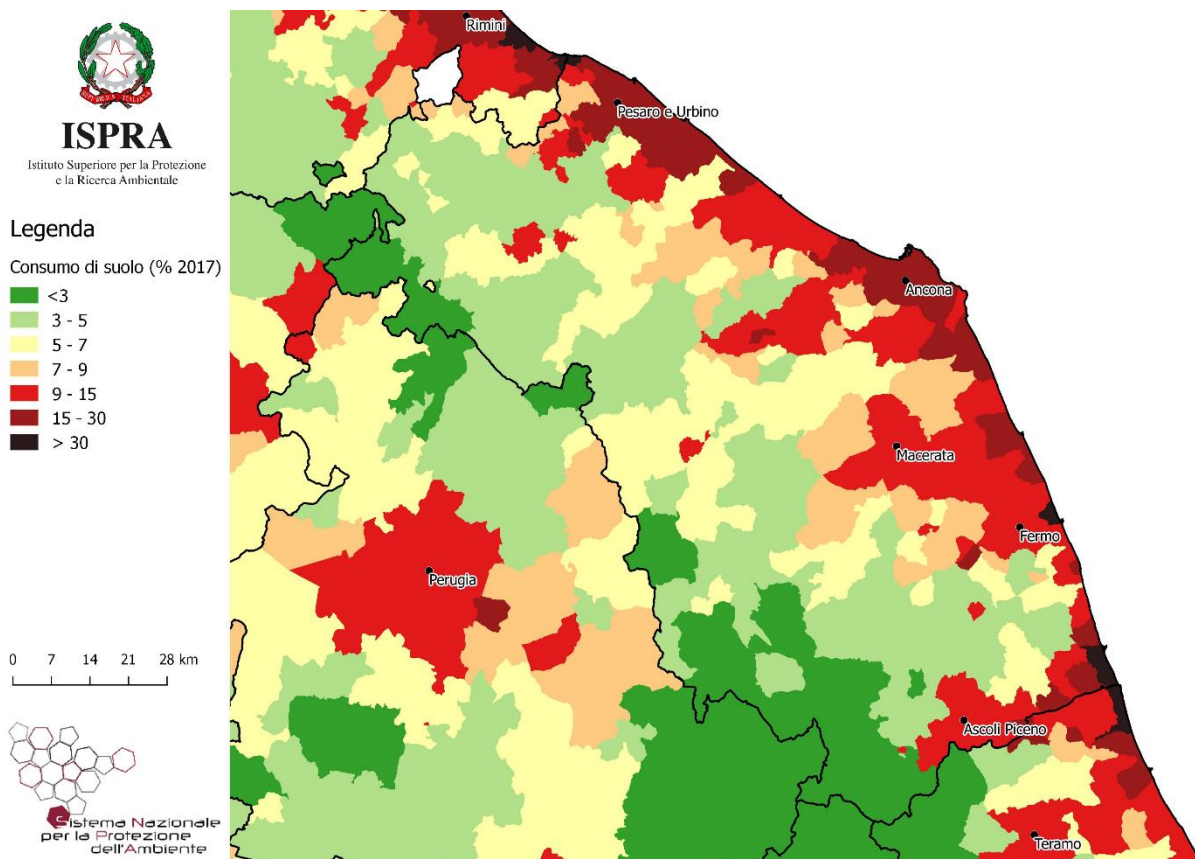 REPVBBLICA ITALIANA
ISPRA
Istituto Superiore per la Protezione
e la Ricerca Ambientale
Legenda
Consumo di suolo (% 2017)
<3
3 - 5
5 - 7
7 - 9
9 - 15
15 - 30
> 30
0 7 14 21 28 km
Sistema Nazionale
per la Protezione
dell'Ambiente
Rimini
Pesaro e Urbino
Ancona
Macerata
Fermo
Perugia
Ascoli Piceno
Teramo